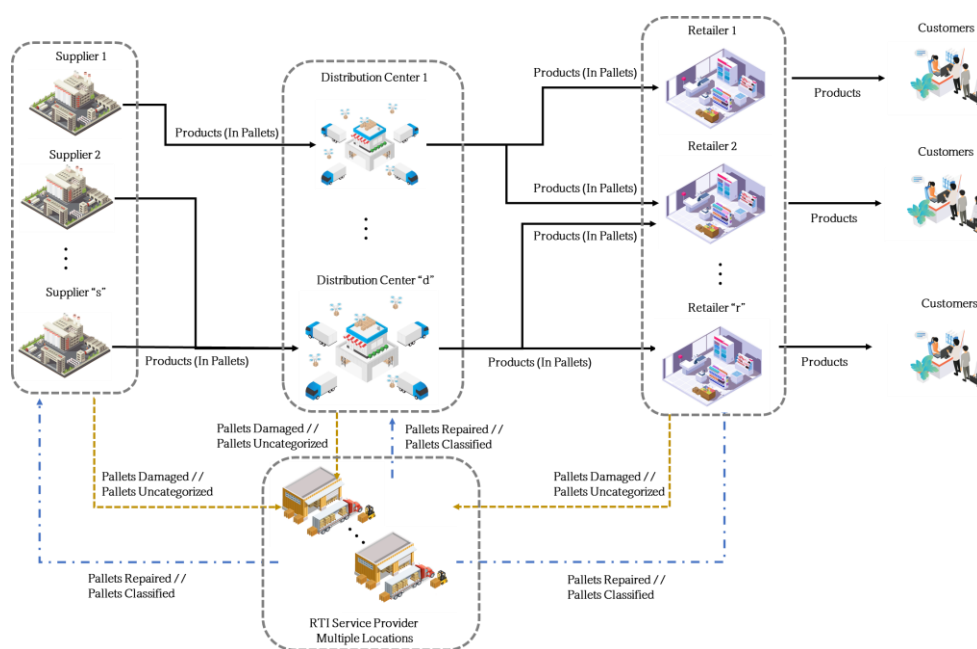 Supplier 1
Supplier 2
Supplier “s”
Products (In Pallets)
Products (In Pallets)
Distribution Center 1
Distribution Center “d”
Products (In Pallets)
Products (In Pallets)
Products (In Pallets)
Products (In Pallets)
Retailer 1
Retailer 2
Retailer “r”
Products
Products
Products
Customers
Customers
Customers
Pallets Damaged //
Pallets Uncategorized
Pallets Damaged //
Pallets Uncategorized
Pallets Repaired //
Pallets Classified
Pallets Damaged //
Pallets Uncategorized
Pallets Repaired //
Pallets Classified
Pallets Repaired //
Pallets Classified
RTI Service Provider
Multiple Locations